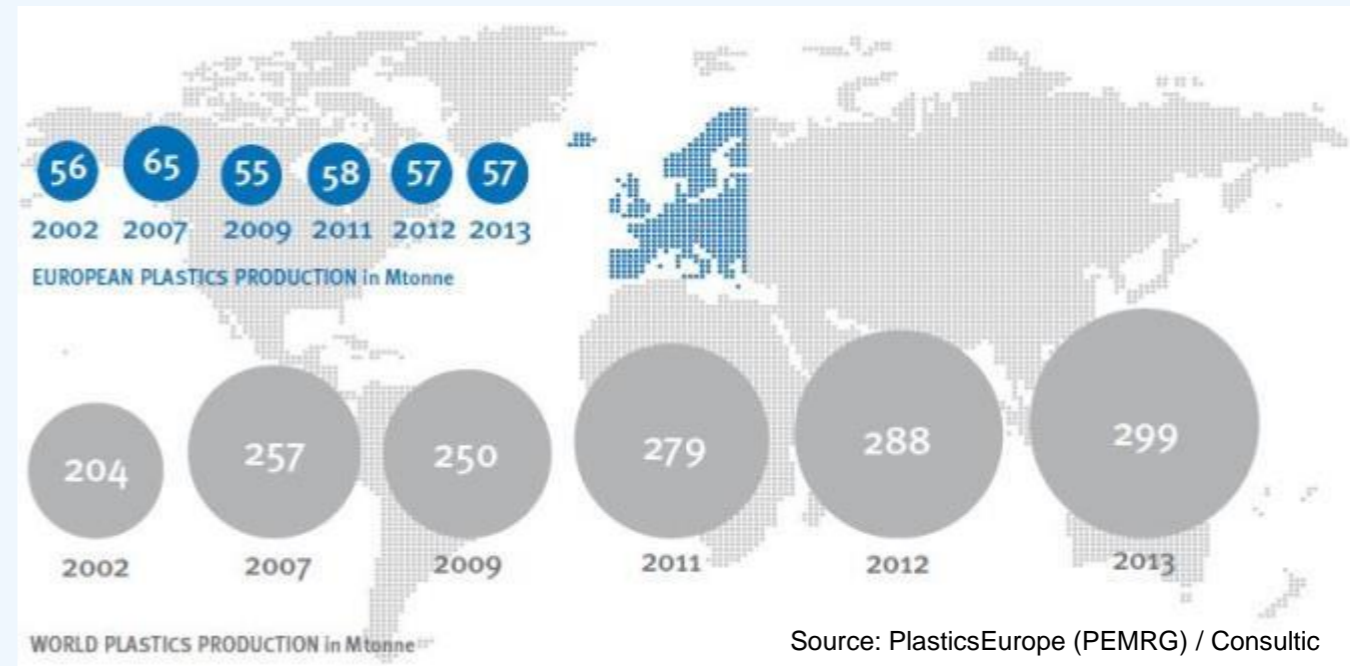 56 65 55 58 57 57
2002 2007 2009 2011 2012 2013
EUROPEAN PLASTICS PRODUCTION in Mtonne
204 257 250 279 288 299
2002 2007 2009 2011 2012 2013
WORLD PLASTICS PRODUCTION in Mtonne
Source: PlasticsEurope (PEMRG) / Consultic